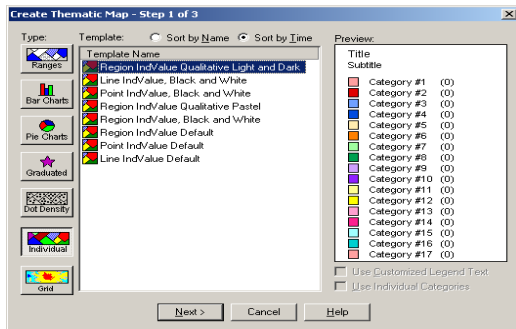 Create Thematic Map - Step 1 of 3
Type:
Ranges
Bar Charts
Pie Charts
Graduated
Dot Density
Individual
Grid
Template:
Sort by Name
Sort by Time
Template Name
Region IndValue Qualitative Light and Dark
Line IndValue, Black and White
Point IndValue, Black and White
Region IndValue Qualitative Pastel
Region IndValue, Black and White
Region IndValue Default
Point IndValue Default
Line IndValue Default
Preview:
Title
Subtitle
Category #1 (0)
Category #2 (0)
Category #3 (0)
Category #4 (0)
Category #5 (0)
Category #6 (0)
Category #7 (0)
Category #8 (0)
Category #9 (0)
Category #10 (0)
Category #11 (0)
Category #12 (0)
Category #13 (0)
Category #14 (0)
Category #15 (0)
Category #16 (0)
Category #17 (0)
Use Customized Legend Text
Use Individual Categories
Next >
Cancel
Help